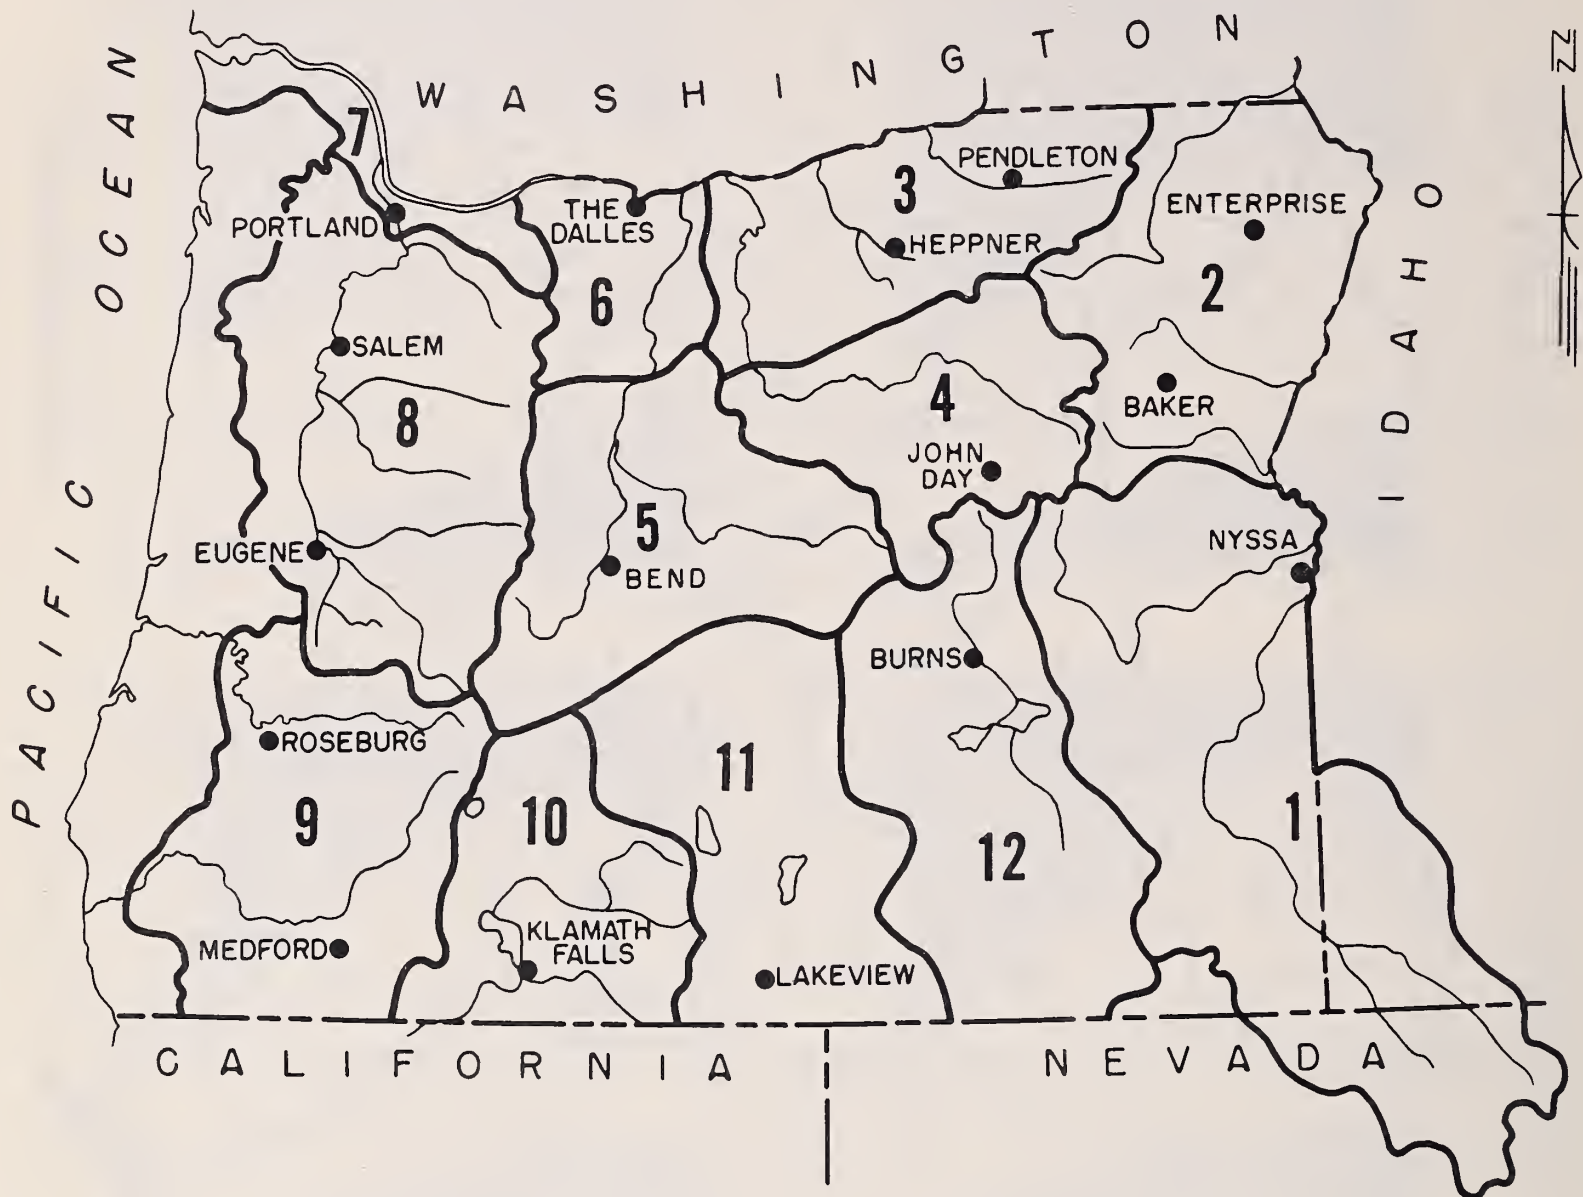 WASHINGTON
OCEAN
PACIFIC
IDAHO
7
PORTLAND
THE
DALLES
3
PENDLETON
HEPPNER
ENTERPRISE
2
6
SALEM
8
4
BAKER
JOHN
DAY
5
BEND
NYSSA
EUGENE
BURNS
ROSEBURG
9
10
11
12
1
KLAMATH
FALLS
MEDFORD
LAKEVIEW
CALIFORNIA
NEVADA